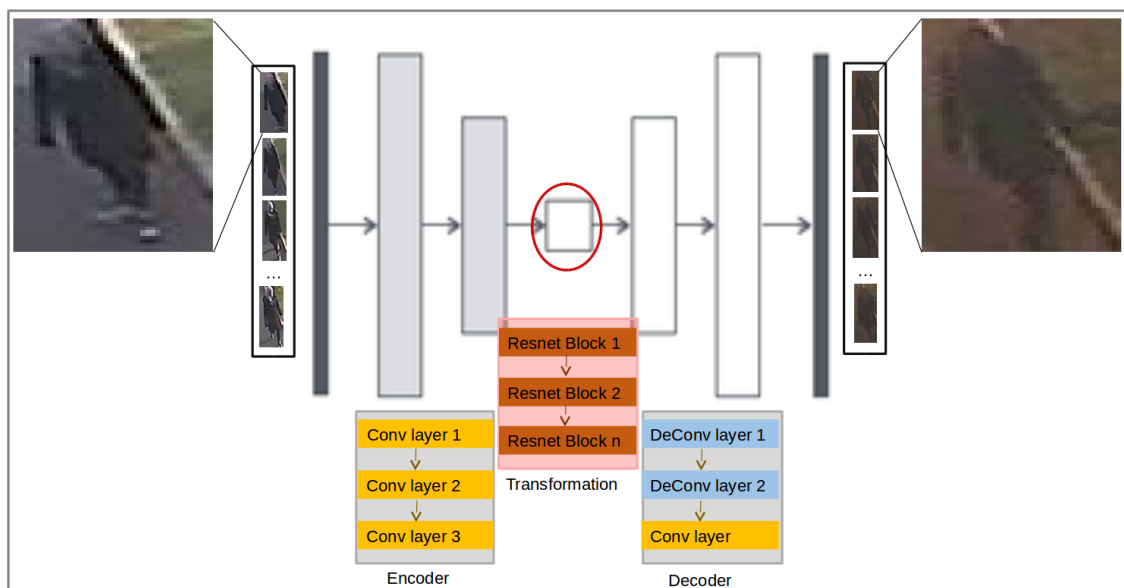 ...
...
Resnet Block 1
Resnet Block 2
Resnet Block n
Transformation
Conv layer 1
Conv layer 2
Conv layer 3
Encoder
DeConv layer 1
DeConv layer 2
Conv layer
Decoder